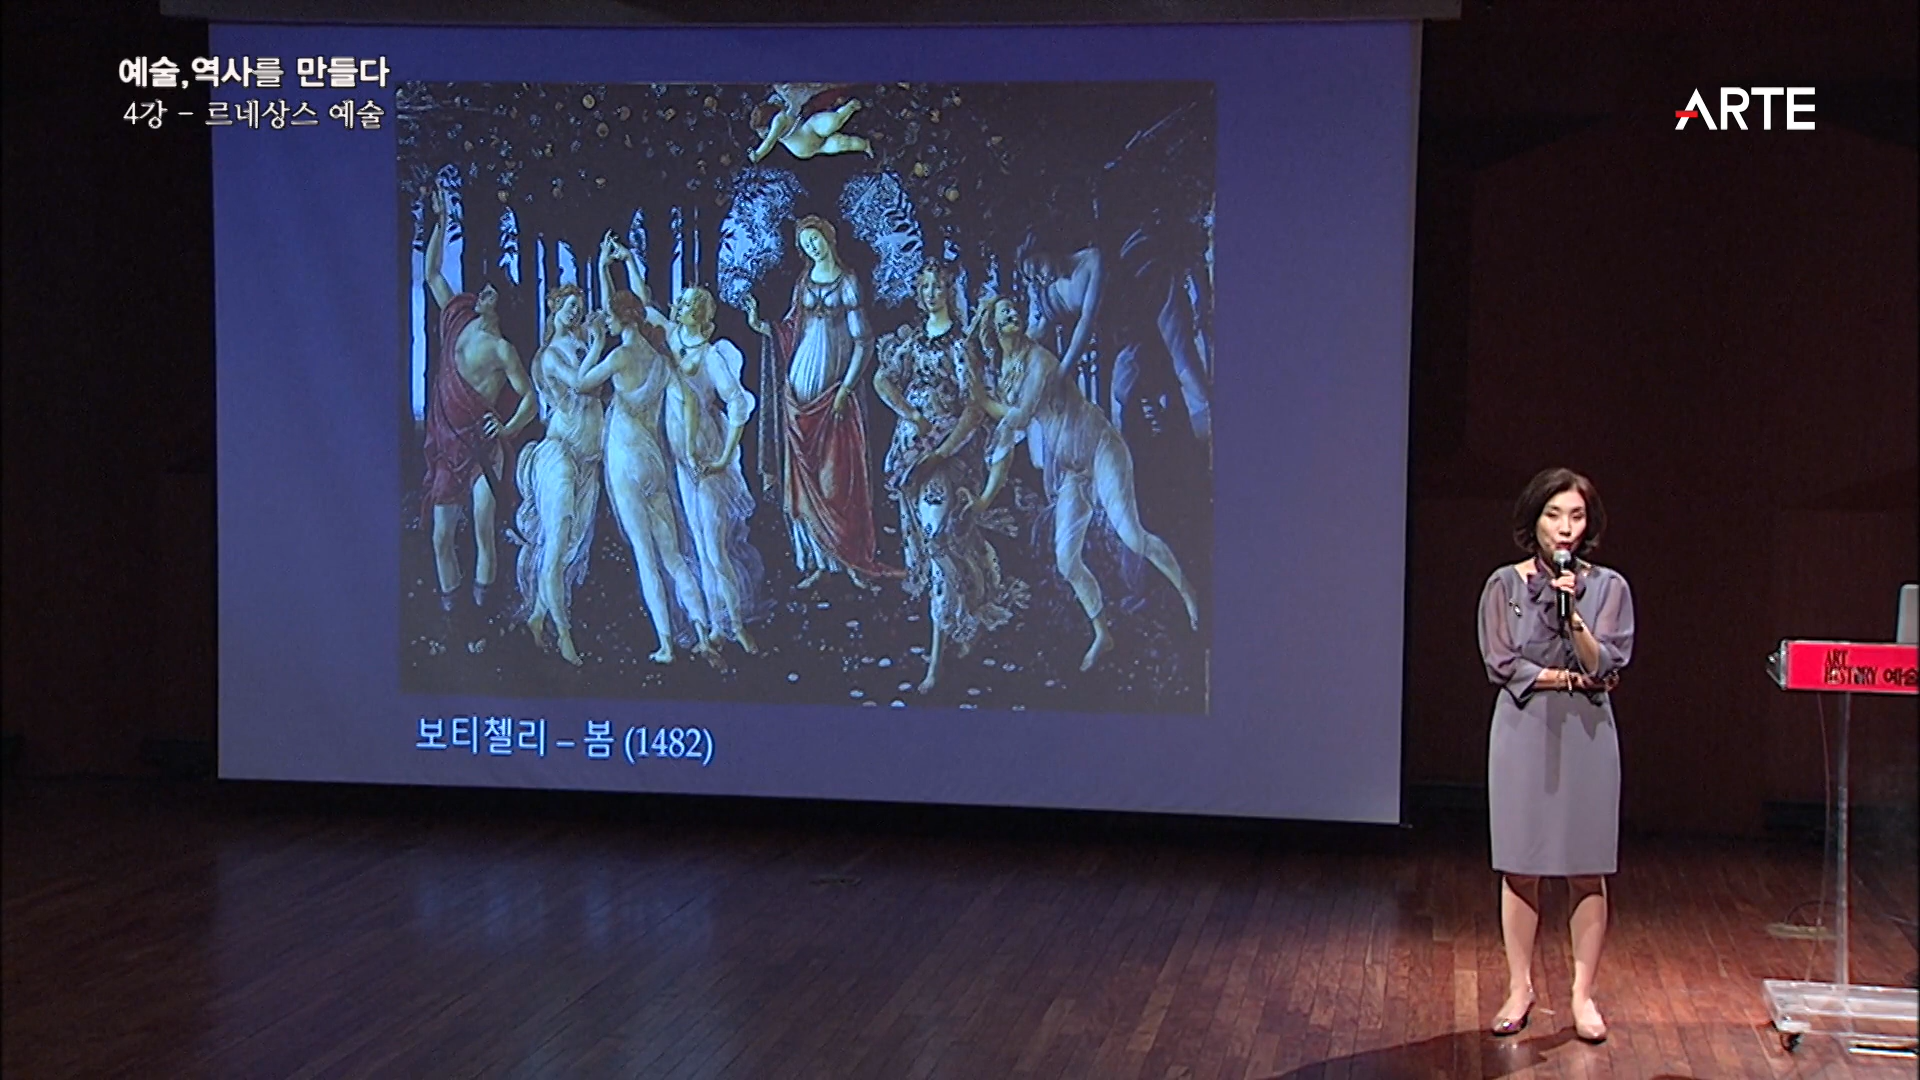 예술,역사를 만들다
4강 - 르네상스 예술
ARTE
보티첼리 – 봄 (1482)
ART
HISTORY 예술